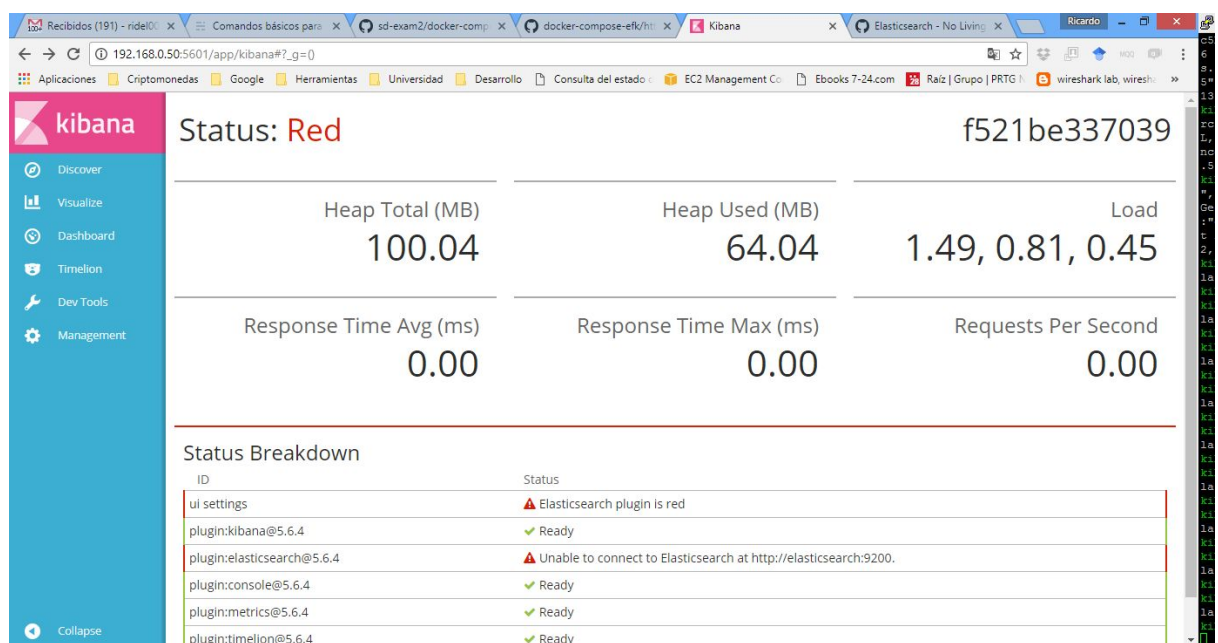 Recibidos (191) - ridel00
Comandos básicos para
sd-exam2/docker-comp
docker-compose-efk/htt
Kibana
Elasticsearch - No Living
Ricardo
192.168.0.50:5601/app/kibana#?_g=()
Aplicaciones
Criptomonedas
Google
Herramientas
Universidad
Desarrollo
Consulta del estado
EC2 Management Co
Ebooks 7-24.com
Raíz | Grupo | PRTG N
wireshark lab, wiresha
kibana
Discover
Visualize
Dashboard
Timelion
Dev Tools
Management
Collapse
Status: Red
f521be337039
Heap Total (MB)
100.04
Heap Used (MB)
64.04
Load
1.49, 0.81, 0.45
Response Time Avg (ms)
0.00
Response Time Max (ms)
0.00
Requests Per Second
0.00
Status Breakdown
ID Status
ui settings Elasticsearch plugin is red
plugin:kibana@5.6.4 Ready
plugin:elasticsearch@5.6.4 Unable to connect to Elasticsearch at http://elasticsearch:9200.
plugin:console@5.6.4 Ready
plugin:metrics@5.6.4 Ready
plugin:timelion@5.6.4 Ready